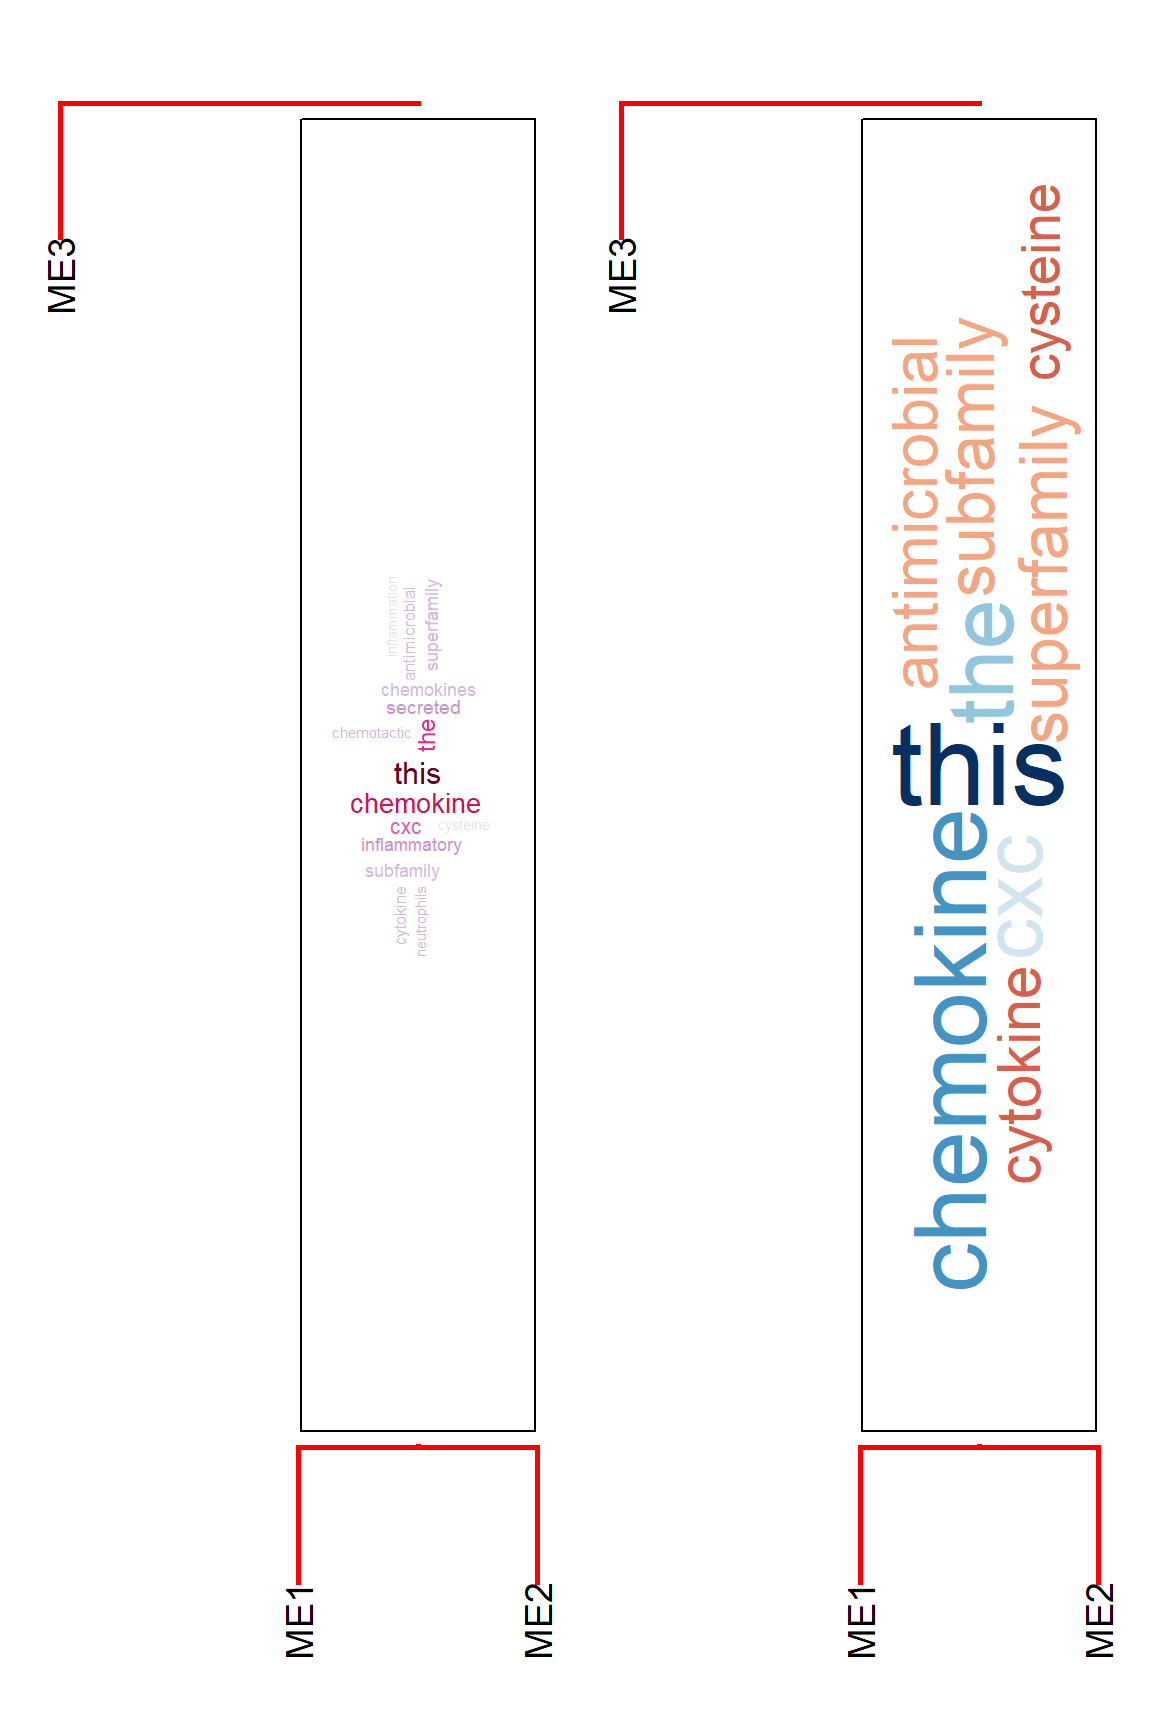 ME3
inflammation
antimicrobial
superfamily
chemokines
secreted
chemotactic
the
this
chemokine
cxc
cysteine
inflammatory
subfamily
cytokine
neutrophils
ME1
ME2
ME3
cysteine
antimicrobial
subfamily
superfamily
the
this
chemokine
cxc
cytokine
ME1
ME2